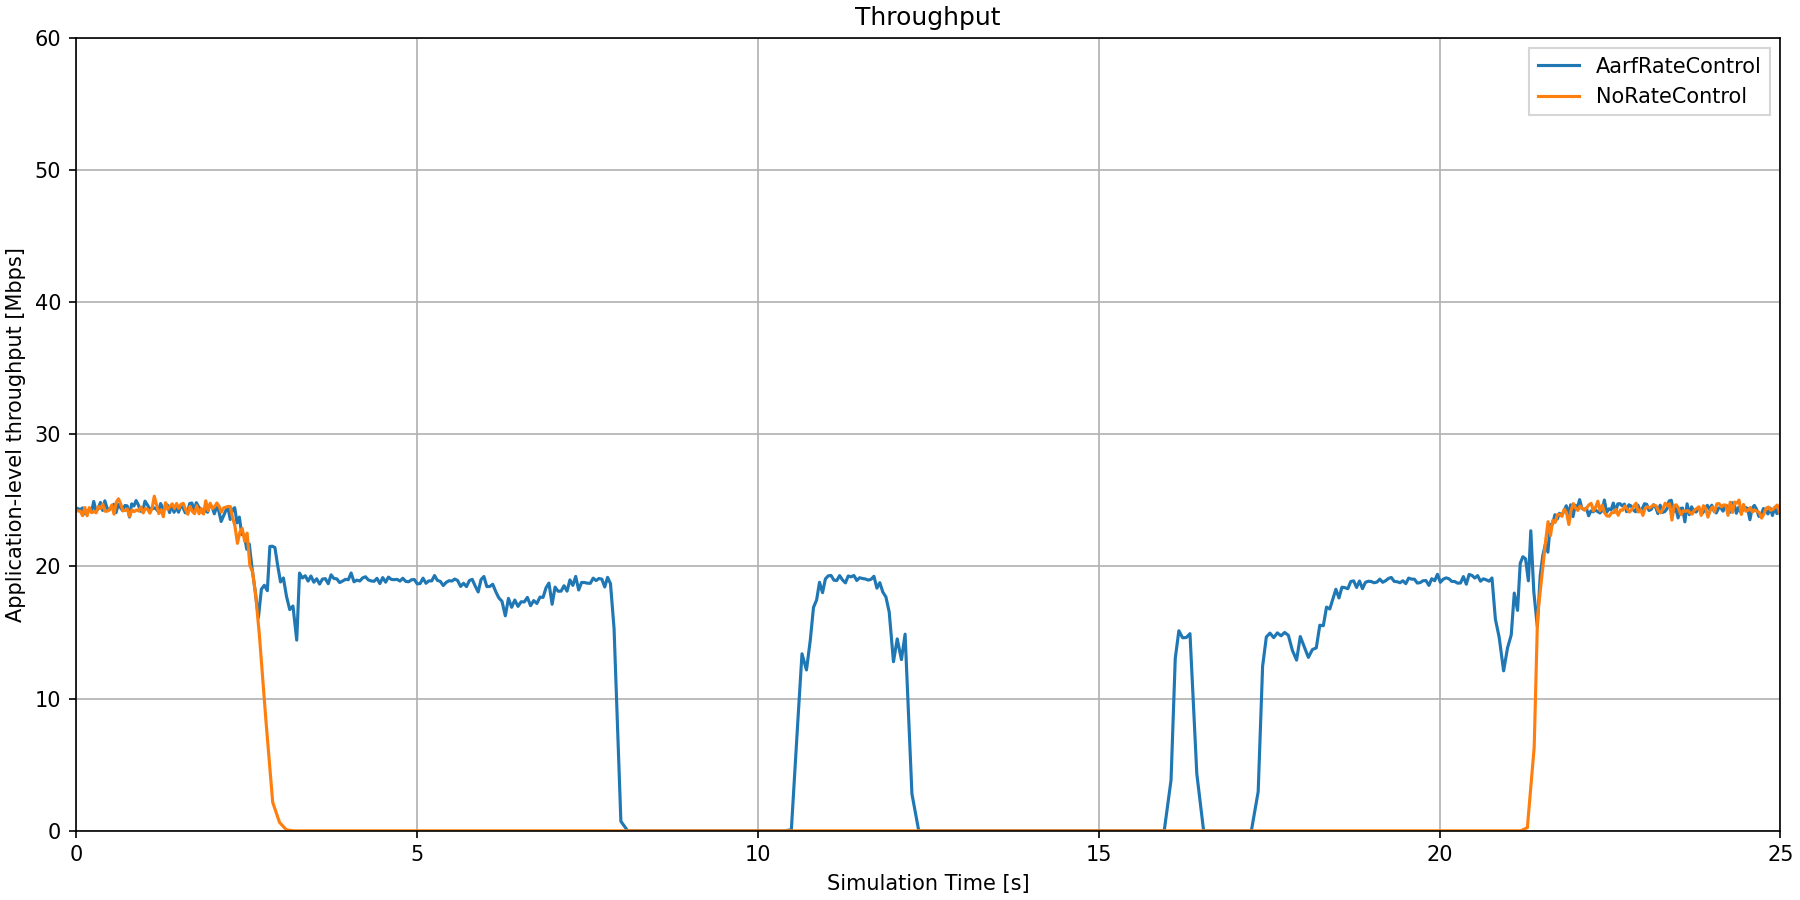 Throughput
AarfRateControl
NoRateControl
Application-level throughput [Mbps]
60
50
40
30
20
10
0
0 5 10 15 20 25
Simulation Time [s]